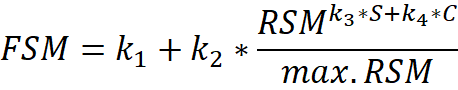 FSM = k₁ + k₂ * RSM^(k₃*S+k₄*C) / max.RSM